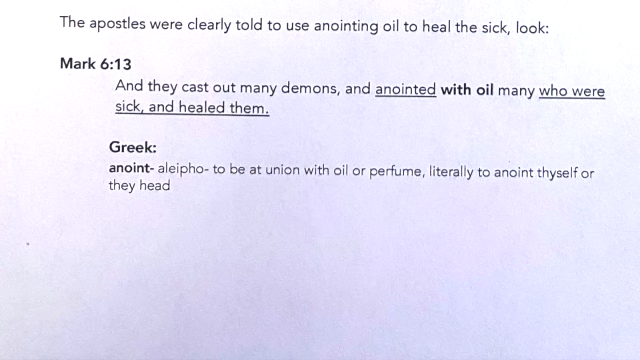 The apostles were clearly told to use anointing oil to heal the sick, look:
Mark 6:13
And they cast out many demons, and anointed with oil many who were
sick, and healed them.
Greek:
anoint- aleipho- to be at union with oil or perfume, literally to anoint thyself or
they head